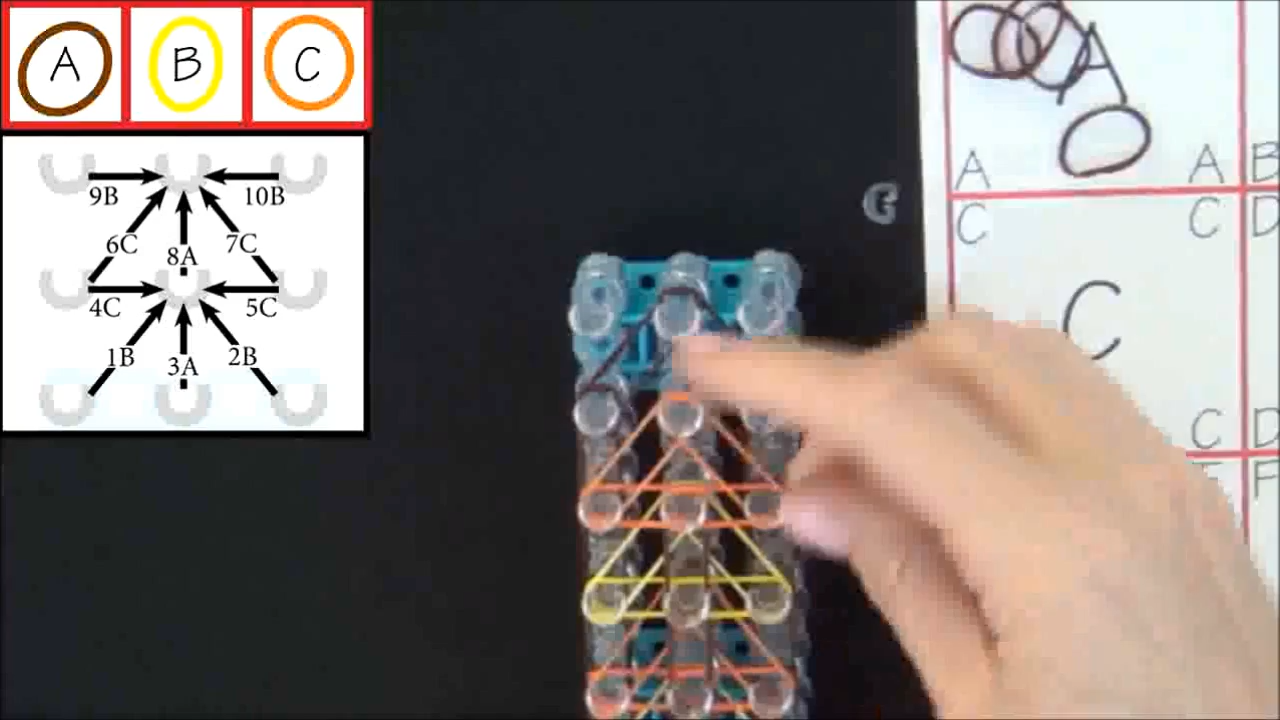 A B C
9B 10B
6C 8A 7C
4C 5C
1B 3A 2B
G
A
A A B
C C D
C
C D
F